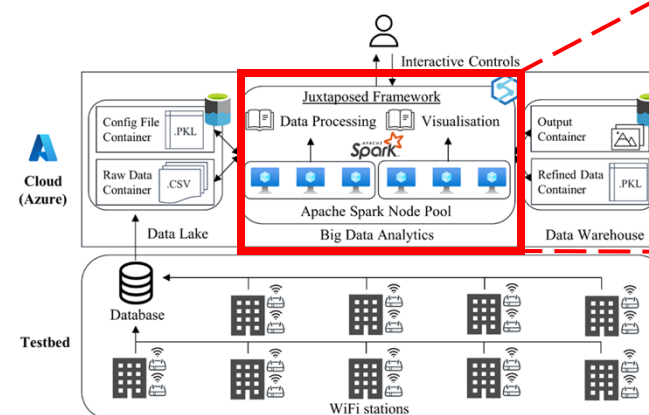 Interactive Controls
Juxtaposed Framework
Config File
Container
.PKL
Data Processing
Visualisation
Output
Container
APACHE
Spark
Cloud
(Azure)
Raw Data
Container
.CSV
Refined Data
Container
.PKL
Apache Spark Node Pool
Data Lake
Big Data Analytics
Data Warehouse
Database
Testbed
WiFi stations